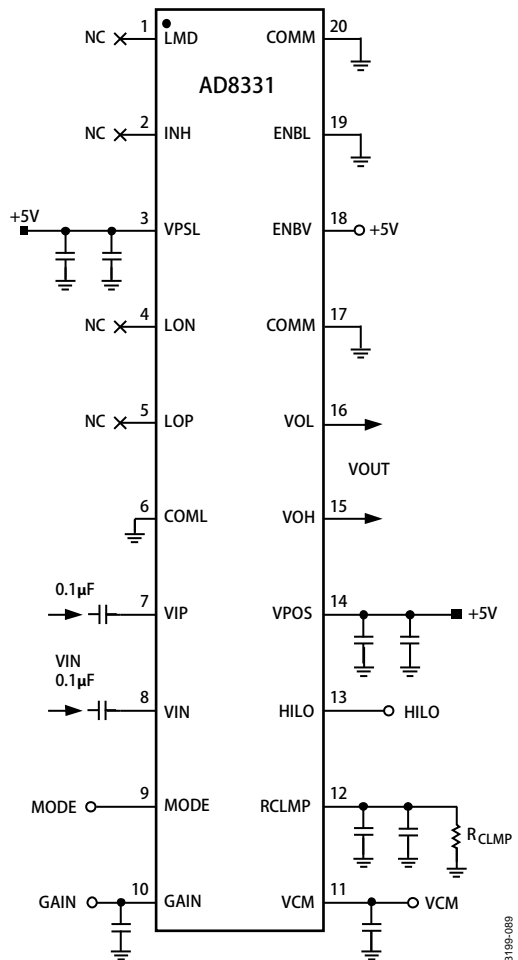 AD8331
NC 1 LMD
NC 2 INH
+5V 3 VPSL
NC 4 LON
NC 5 LOP
6 COML
0.1µF
7 VIP
VIN
0.1µF
8 VIN
MODE 9 MODE
GAIN 10 GAIN
COMM 20
ENBL 19
ENBV 18 +5V
COMM 17
VOL 16
VOUT
VOH 15
VPOS 14 +5V
HILO 13 HILO
RCLMP 12 RCLMP
VCM 11 VCM